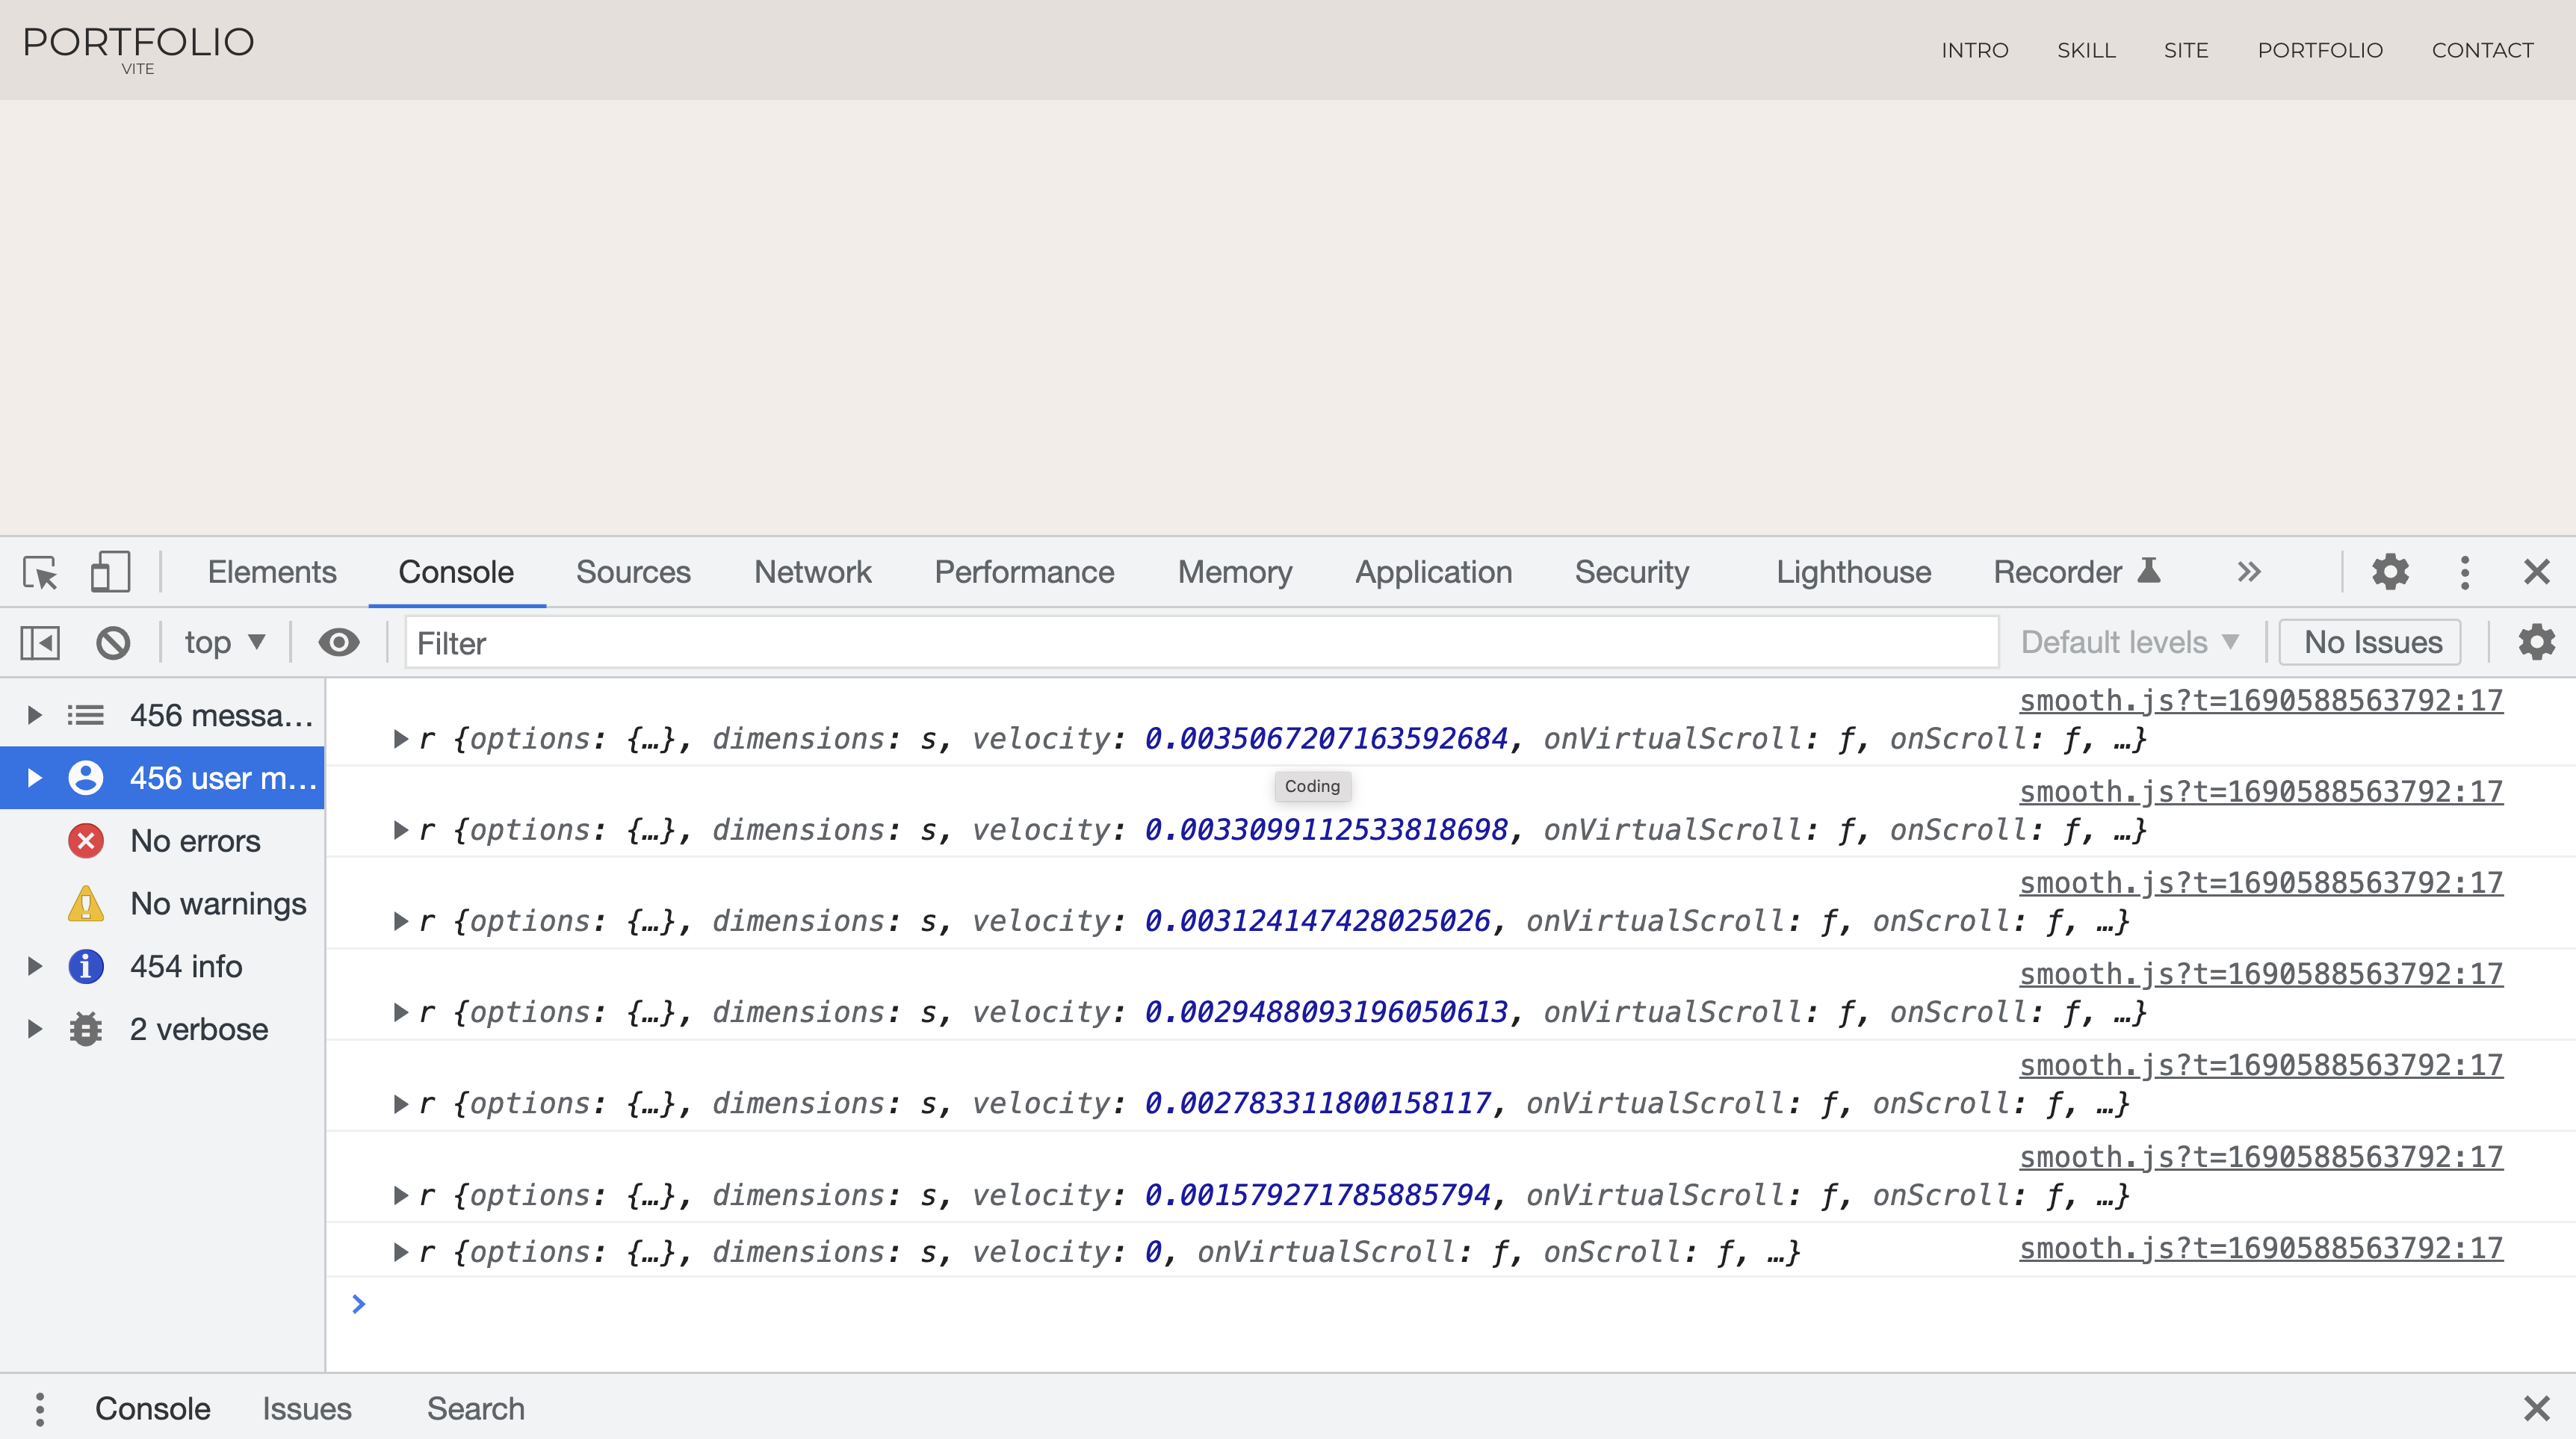 PORTFOLIO
VITE
INTRO SKILL SITE PORTFOLIO CONTACT
Elements Console Sources Network Performance Memory Application Security Lighthouse Recorder
top Filter Default levels No Issues
456 messa…
456 user m…
No errors
No warnings
454 info
2 verbose
smooth.js?t=1690588563792:17
r {options: {…}, dimensions: s, velocity: 0.0035067207163592684, onVirtualScroll: ƒ, onScroll: ƒ, …}
Coding
smooth.js?t=1690588563792:17
r {options: {…}, dimensions: s, velocity: 0.0033099112533818698, onVirtualScroll: ƒ, onScroll: ƒ, …}
smooth.js?t=1690588563792:17
r {options: {…}, dimensions: s, velocity: 0.003124147428025026, onVirtualScroll: ƒ, onScroll: ƒ, …}
smooth.js?t=1690588563792:17
r {options: {…}, dimensions: s, velocity: 0.0029488093196050613, onVirtualScroll: ƒ, onScroll: ƒ, …}
smooth.js?t=1690588563792:17
r {options: {…}, dimensions: s, velocity: 0.002783311800158117, onVirtualScroll: ƒ, onScroll: ƒ, …}
smooth.js?t=1690588563792:17
r {options: {…}, dimensions: s, velocity: 0.001579271785885794, onVirtualScroll: ƒ, onScroll: ƒ, …}
r {options: {…}, dimensions: s, velocity: 0, onVirtualScroll: ƒ, onScroll: ƒ, …} smooth.js?t=1690588563792:17
Console Issues Search